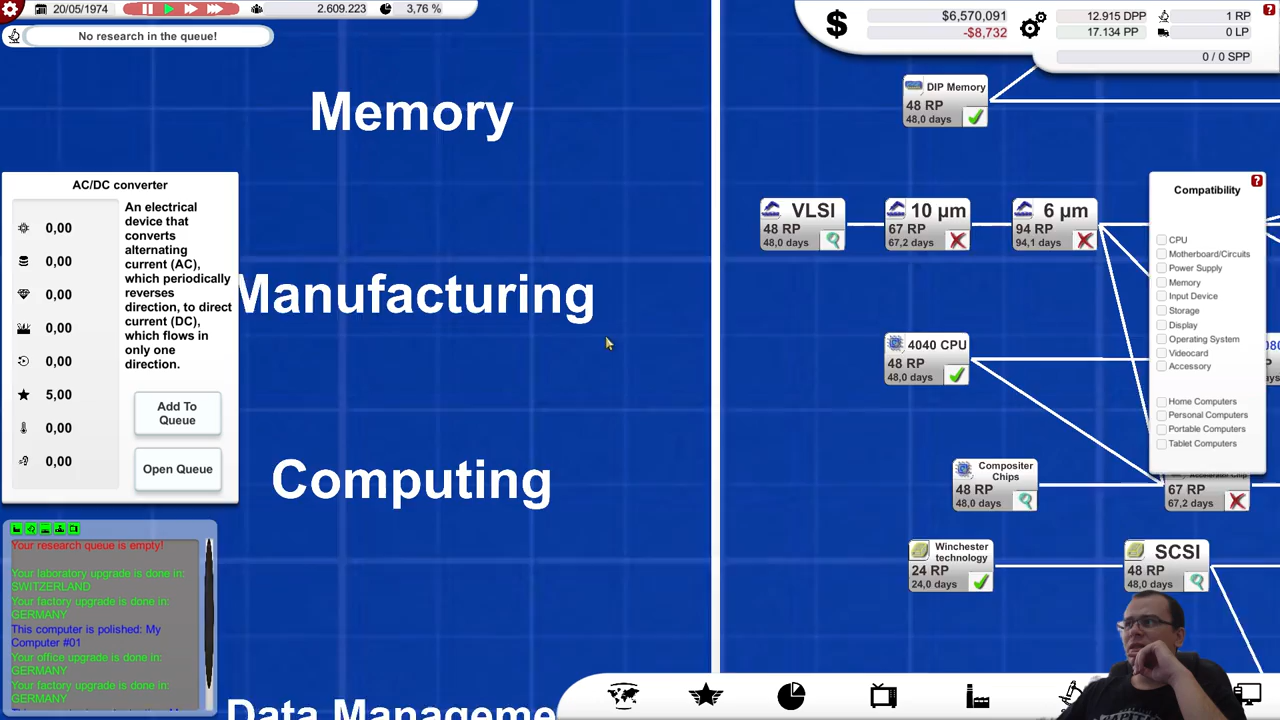 20/05/1974
2.609.223
3,76 %
$6,570,091
-$8,732
12.915 DPP
17.134 PP
1 RP
0 LP
0 / 0 SPP
No research in the queue!
Memory
DIP Memory
48 RP
48,0 days
AC/DC converter
0,00
0,00
0,00
0,00
0,00
5,00
0,00
0,00
An electrical
device that
converts
alternating
current (AC),
which periodically
reverses
direction, to direct
current (DC),
which flows in
only one
direction.
Add To
Queue
Open Queue
VLSI
48 RP
48,0 days
10 µm
67 RP
67,2 days
6 µm
94 RP
94,1 days
Compatibility
CPU
Motherboard/Circuits
Power Supply
Memory
Input Device
Storage
Display
Operating System
Videocard
Accessory
Home Computers
Personal Computers
Portable Computers
Tablet Computers
Manufacturing
4040 CPU
48 RP
48,0 days
Computing
Compositer
Chips
48 RP
48,0 days
67 RP
67,2 days
Winchester
technology
24 RP
24,0 days
SCSI
48 RP
48,0 days
Your research queue is empty!
Your laboratory upgrade is done in:
SWITZERLAND
Your factory upgrade is done in:
GERMANY
This computer is polished: My
Computer #01
Your office upgrade is done in:
GERMANY
Your factory upgrade is done in:
GERMANY
Data Manageme